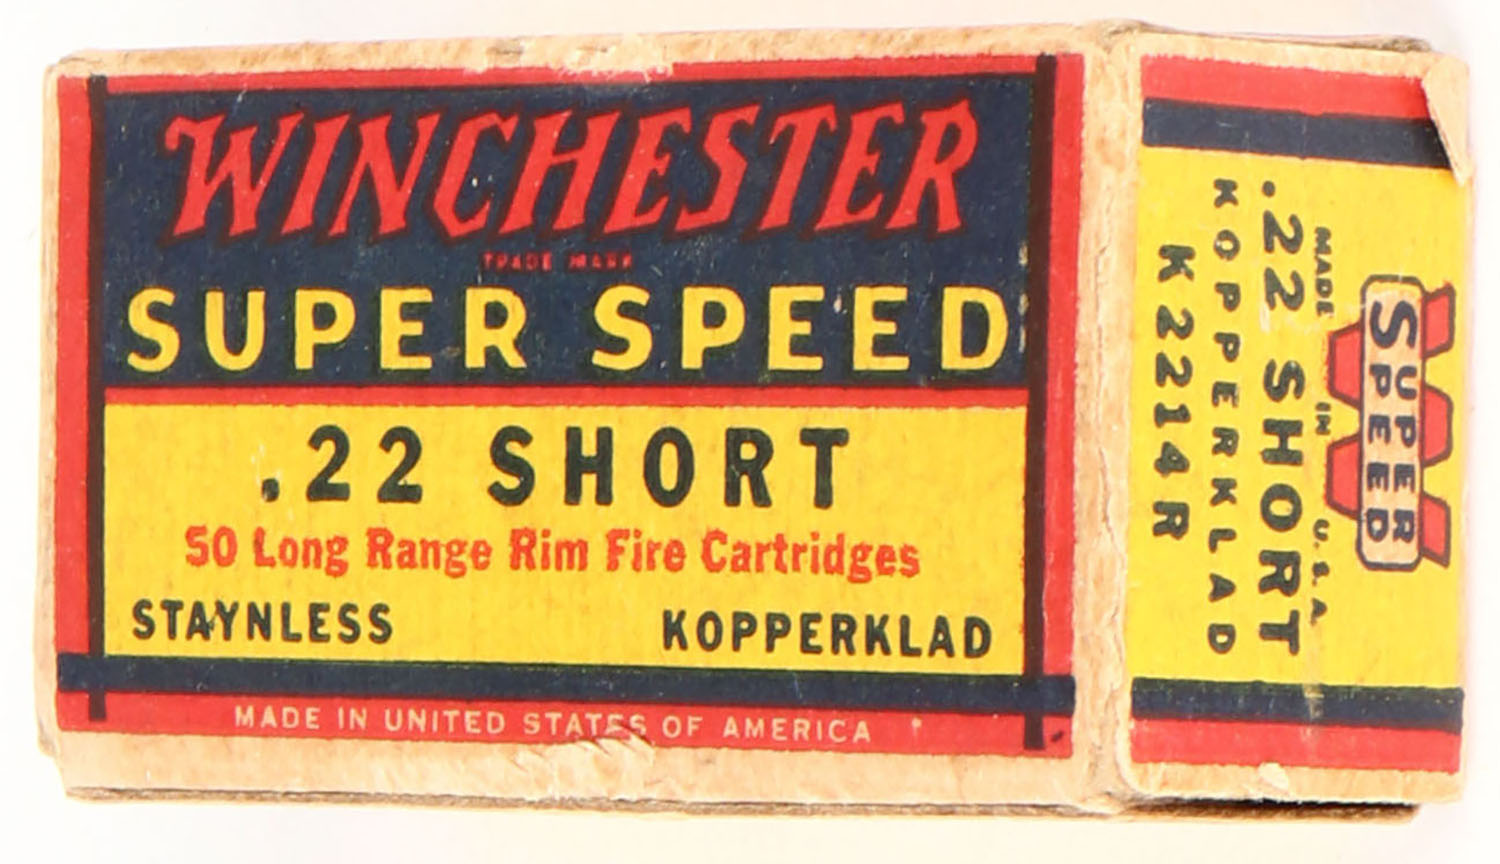 WINCHESTER
TRADE MARK
SUPER SPEED
.22 SHORT
50 Long Range Rim Fire Cartridges
STAYNLESS KOPPERKLAD
MADE IN UNITED STATES OF AMERICA
SUPER
SPEED
MADE IN U.S.A.
.22 SHORT
KOPPERKLAD
K2214R